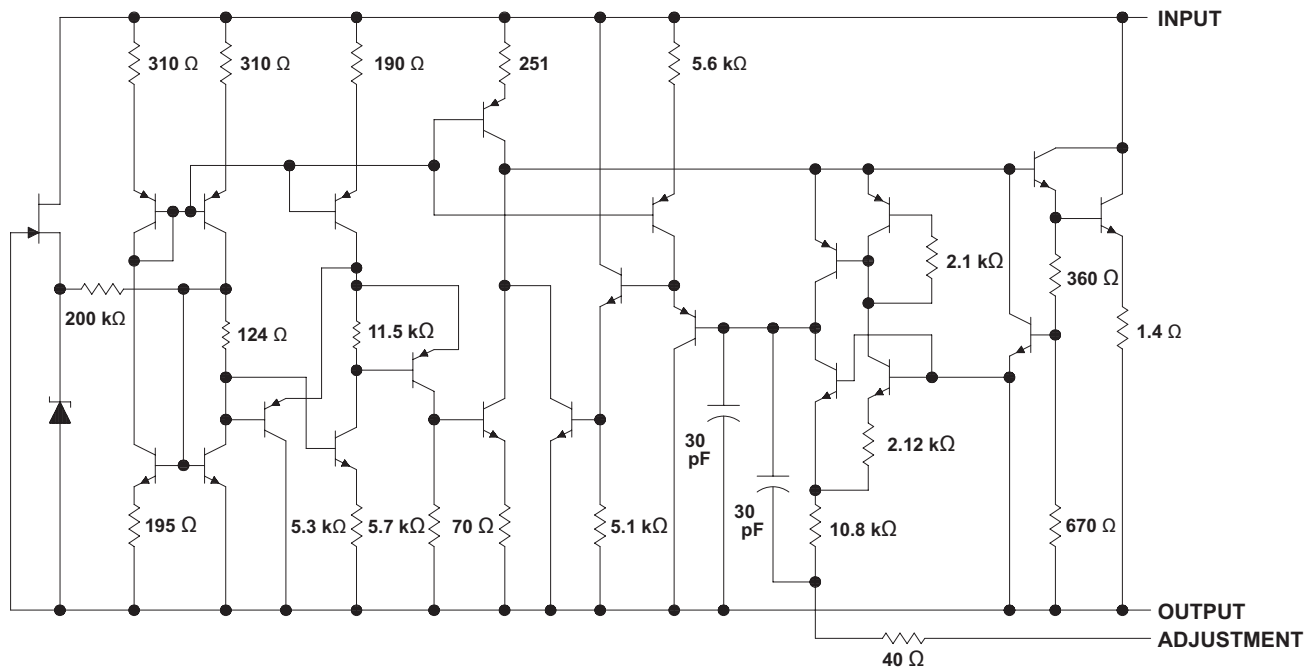 INPUT
310 Ω
310 Ω
190 Ω
251
5.6 kΩ
2.1 kΩ
360 Ω
200 kΩ
124 Ω
11.5 kΩ
1.4 Ω
30
pF
2.12 kΩ
30
pF
195 Ω
5.3 kΩ
5.7 kΩ
70 Ω
5.1 kΩ
10.8 kΩ
670 Ω
OUTPUT
ADJUSTMENT
40 Ω